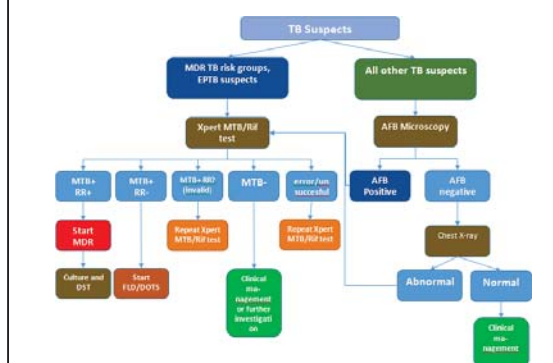 TB Suspects
MDR TB risk groups,
EPTB suspects
All other TB suspects
Xpert MTB/Rif
test
AFB Microscopy
MTB+
RR+
MTB+
RR-
MTB+RR?
(invalid)
MTB-
error/un
succesful
AFB
Positive
AFB
negative
Start
MDR
Repeat Xpert
MTB/Rif test
Repeat Xpert
MTB/Rif test
Chest X-ray
Culture and
DST
Start
FLD/DOTS
Clinical
ma-
nagement
or further
investigati
on
Abnormal
Normal
Clinical
ma-
nagement